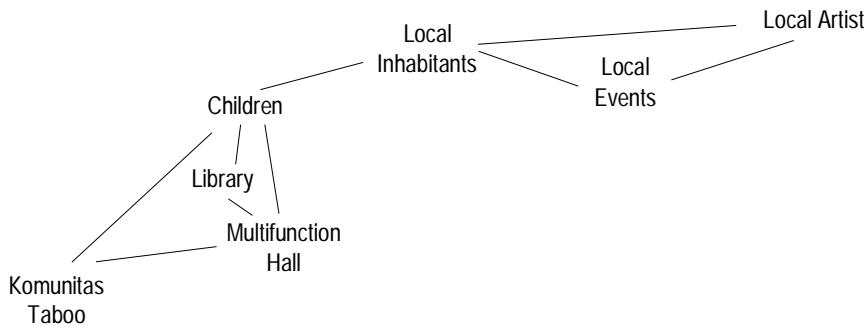 Local Artist
Local
Inhabitants
Local
Events
Children
Library
Multifunction
Hall
Komunitas
Taboo